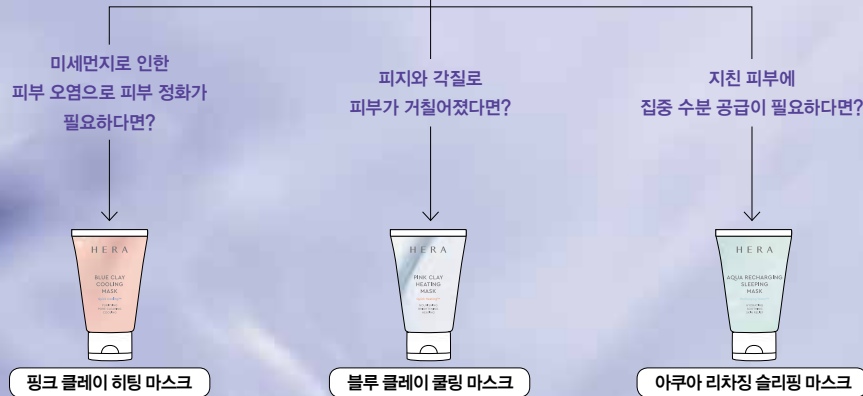 미세먼지로 인한
피부 오염으로 피부 정화가
필요하다면?
피지와 각질로
피부가 거칠어졌다면?
지친 피부에
집중 수분 공급이 필요하다면?
HERA
BLUE CLAY
COOLING
MASK
HERA
PINK CLAY
HEATING
MASK
HERA
AQUA RECHARGING
SLEEPING
MASK
핑크 클레이 히팅 마스크
블루 클레이 쿨링 마스크
아쿠아 리차징 슬리핑 마스크